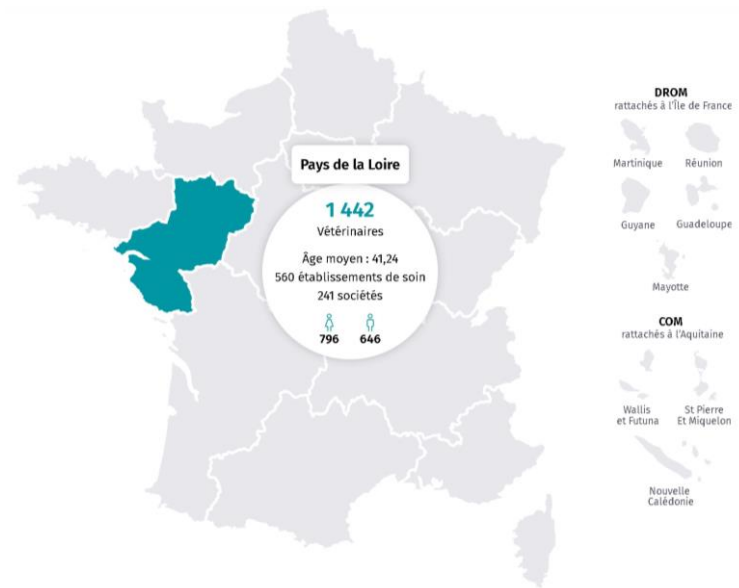 Pays de la Loire
1 442
Vétérinaires
Âge moyen : 41,24
560 établissements de soin
241 sociétés
796 646
DROM
rattachés à l'Île de France
Martinique Réunion
Guyane Guadeloupe
Mayotte
COM
rattachés à l'Aquitaine
Wallis
et Futuna
St Pierre
Et Miquelon
Nouvelle
Calédonie